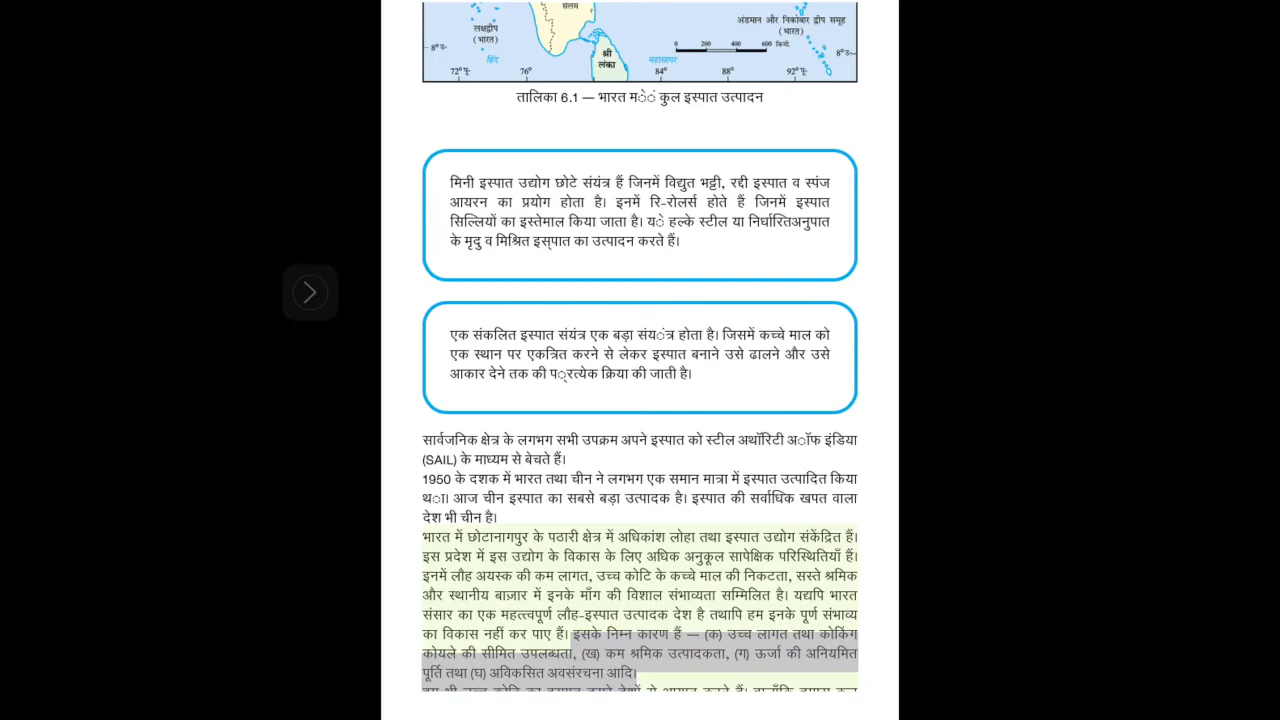 सेलम
लक्षद्वीप
(भारत)
अंडमान और निकोबार द्वीप समूह
(भारत)
8° उ॰
हिंद
श्री
लंका
महासागर
0 200 400 600 किमी.
8° उ॰
72° पू॰ 76° 84° 88° 92° पू॰
तालिका 6.1 — भारत मेें कुल इस्पात उत्पादन
मिनी इस्पात उद्योग छोटे संयंत्र हैं जिनमें विद्युत भट्टी, रद्दी इस्पात व स्पंज
आयरन का प्रयोग होता है। इनमें रि-रोलर्स होते हैं जिनमें इस्पात
सिल्लियों का इस्तेमाल किया जाता है। ये हल्के स्टील या निर्धारितअनुपात
के मृदु व मिश्रित इस्पात का उत्पादन करते हैं।
एक संकलित इस्पात संयंत्र एक बड़ा संयंत्र होता है। जिसमें कच्चे माल को
एक स्थान पर एकत्रित करने से लेकर इस्पात बनाने उसे ढालने और उसे
आकार देने तक की प्रत्येक क्रिया की जाती है।
सार्वजनिक क्षेत्र के लगभग सभी उपक्रम अपने इस्पात को स्टील अथॉरिटी अॉफ इंडिया
(SAIL) के माध्यम से बेचते हैं।
1950 के दशक में भारत तथा चीन ने लगभग एक समान मात्रा में इस्पात उत्पादित किया
था। आज चीन इस्पात का सबसे बड़ा उत्पादक है। इस्पात की सर्वाधिक खपत वाला
देश भी चीन है।
भारत में छोटानागपुर के पठारी क्षेत्र में अधिकांश लोहा तथा इस्पात उद्योग संकेंद्रित हैं।
इस प्रदेश में इस उद्योग के विकास के लिए अधिक अनुकूल सापेक्षिक परिस्थितियाँ हैं।
इनमें लौह अयस्क की कम लागत, उच्च कोटि के कच्चे माल की निकटता, सस्ते श्रमिक
और स्थानीय बाज़ार में इनके माँग की विशाल संभाव्यता सम्मिलित है। यद्यपि भारत
संसार का एक महत्त्वपूर्ण लौह-इस्पात उत्पादक देश है तथापि हम इनके पूर्ण संभाव्य
का विकास नहीं कर पाए हैं। इसके निम्न कारण हैं — (क) उच्च लागत तथा कोकिंग
कोयले की सीमित उपलब्धता, (ख) कम श्रमिक उत्पादकता, (ग) ऊर्जा की अनियमित
पूर्ति तथा (घ) अविकसित अवसंरचना आदि।